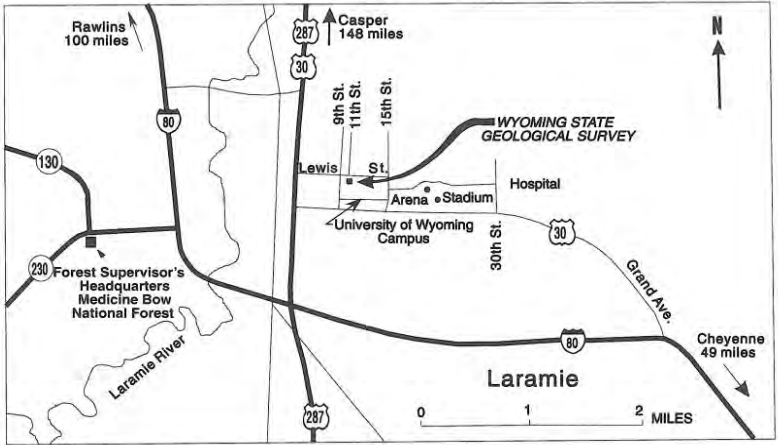 Rawlins
100 miles
287
Casper
148 miles
30
N
80
9th St.
11th St.
15th St.
WYOMING STATE
GEOLOGICAL SURVEY
130
Lewis St.
Hospital
Arena
Stadium
University of Wyoming
Campus
30th St.
30
230
Forest Supervisor's
Headquarters
Medicine Bow
National Forest
Grand Ave.
Laramie River
80
Cheyenne
49 miles
Laramie
287
0 1 2 MILES